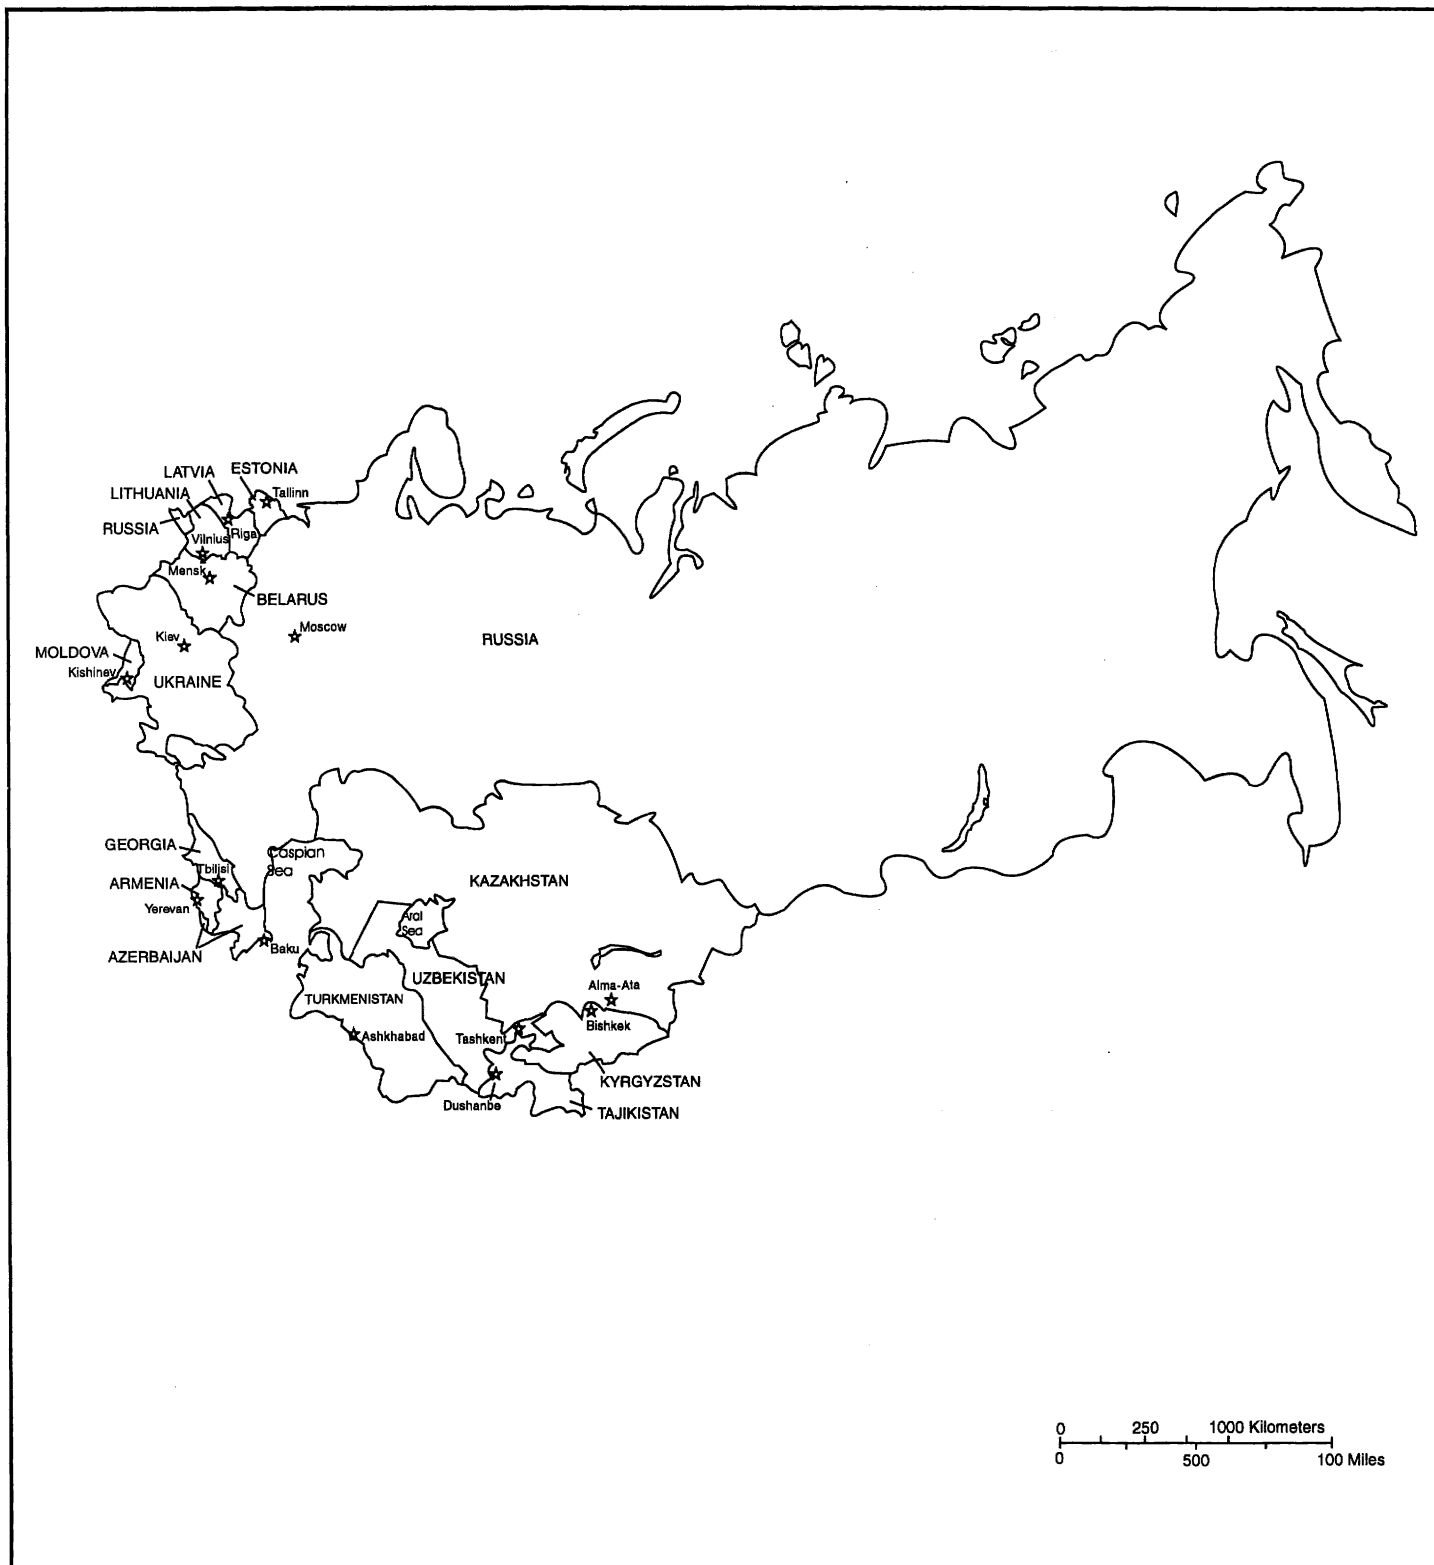 LATVIA
ESTONIA
LITHUANIA
Tallinn
RUSSIA
Riga
Vilnius
Mensk
BELARUS
Moscow
Kiev
RUSSIA
MOLDOVA
Kishinev
UKRAINE
GEORGIA
Caspian
Sea
Tbilisi
ARMENIA
KAZAKHSTAN
Yerevan
Aral
Sea
Baku
AZERBAIJAN
UZBEKISTAN
Alma-Ata
TURKMENISTAN
Bishkek
Ashkhabad
Tashkent
KYRGYZSTAN
Dushanbe
TAJIKISTAN
0 250 1000 Kilometers
0 500 100 Miles